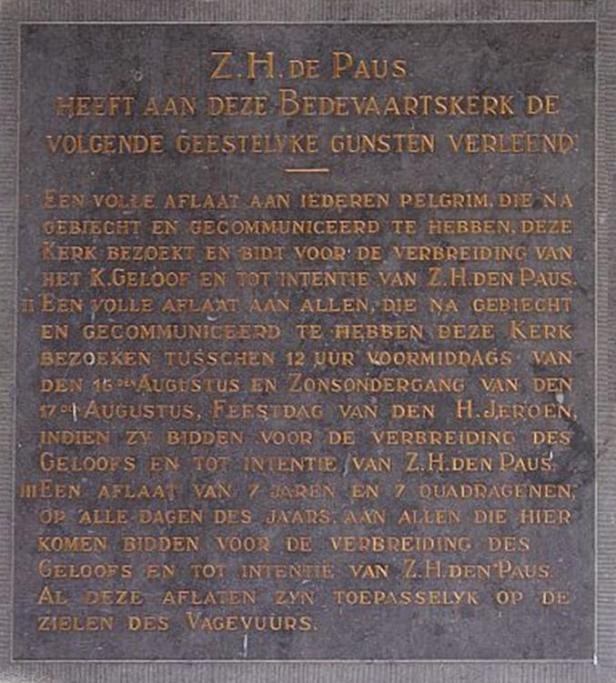 Z.H. DE PAUS
HEEFT AAN DEZE BEDEVAARTSKERK DE
VOLGENDE GEESTELYKE GUNSTEN VERLEEND:
I EEN VOLLE AFLAAT AAN IEDEREN PELGRIM, DIE NA
GEBIECHT EN GECOMMUNICEERD TE HEBBEN, DEZE
KERK BEZOEKT EN BIDT VOOR DE VERBREIDING VAN
HET K.GELOOF EN TOT INTENTIE VAN Z.H. DEN PAUS.
II EEN VOLLE AFLAAT AAN ALLEN, DIE NA GEBIECHT
EN GECOMMUNICEERD TE HEBBEN DEZE KERK
BEZOEKEN TUSSCHEN 12 UUR VOORMIDDAGS VAN
DEN 16DEN AUGUSTUS EN ZONSONDERGANG VAN DEN
17DEN AUGUSTUS, FEESTDAG VAN DEN H. JEROEN,
INDIEN ZY BIDDEN VOOR DE VERBREIDING DES
GELOOFS EN TOT INTENTIE VAN Z.H. DEN PAUS.
III EEN AFLAAT VAN 7 JAREN EN 7 QUADRAGENEN,
OP ALLE DAGEN DES JAARS, AAN ALLEN DIE HIER
KOMEN BIDDEN VOOR DE VERBREIDING DES
GELOOFS EN TOT INTENTIE VAN Z.H. DEN PAUS.
AL DEZE AFLATEN ZYN TOEPASSELYK OP DE
ZIELEN DES VAGEVUURS.